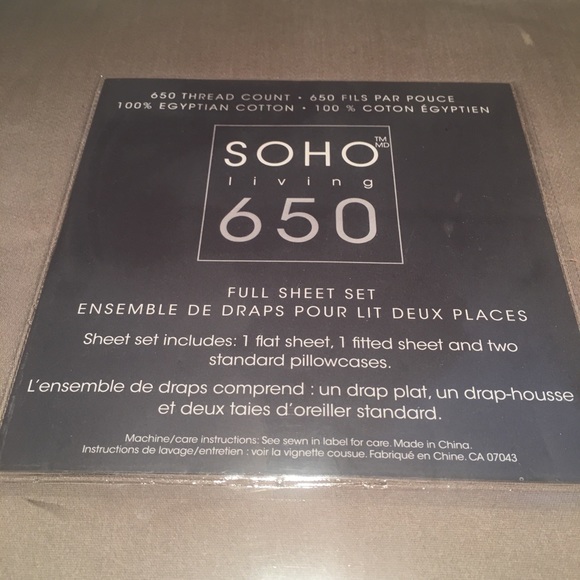 650 THREAD COUNT • 650 FILS PAR POUCE
100% EGYPTIAN COTTON • 100 % COTON ÉGYPTIEN
SOHO™ MD
living
650
FULL SHEET SET
ENSEMBLE DE DRAPS POUR LIT DEUX PLACES
Sheet set includes: 1 flat sheet, 1 fitted sheet and two
standard pillowcases.
L'ensemble de draps comprend : un drap plat, un drap-housse
et deux taies d'oreiller standard.
Machine/care instructions: See sewn in label for care. Made in China.
Instructions de lavage/entretien : voir la vignette cousue. Fabriqué en Chine. CA 07043